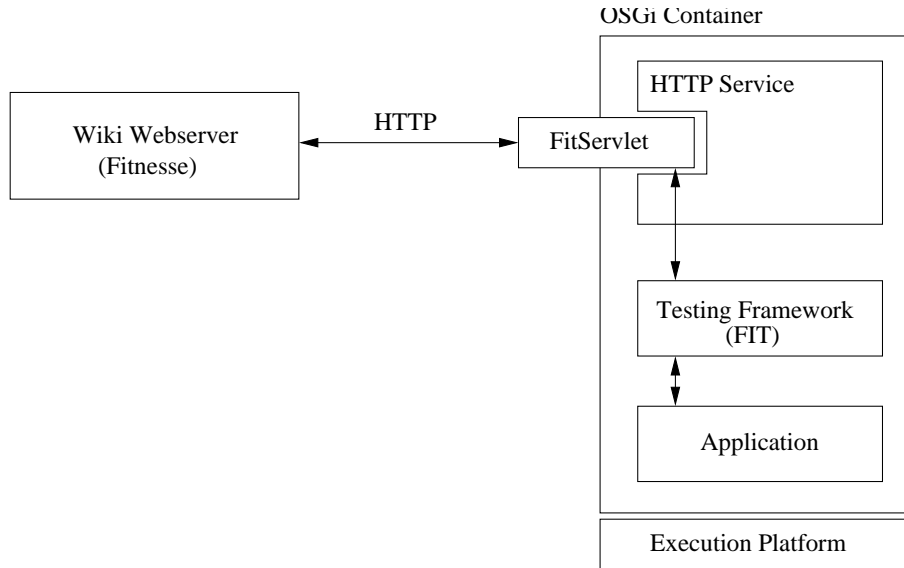 OSGi Container
HTTP Service
Wiki Webserver
(Fitnesse)
HTTP
FitServlet
Testing Framework
(FIT)
Application
Execution Platform